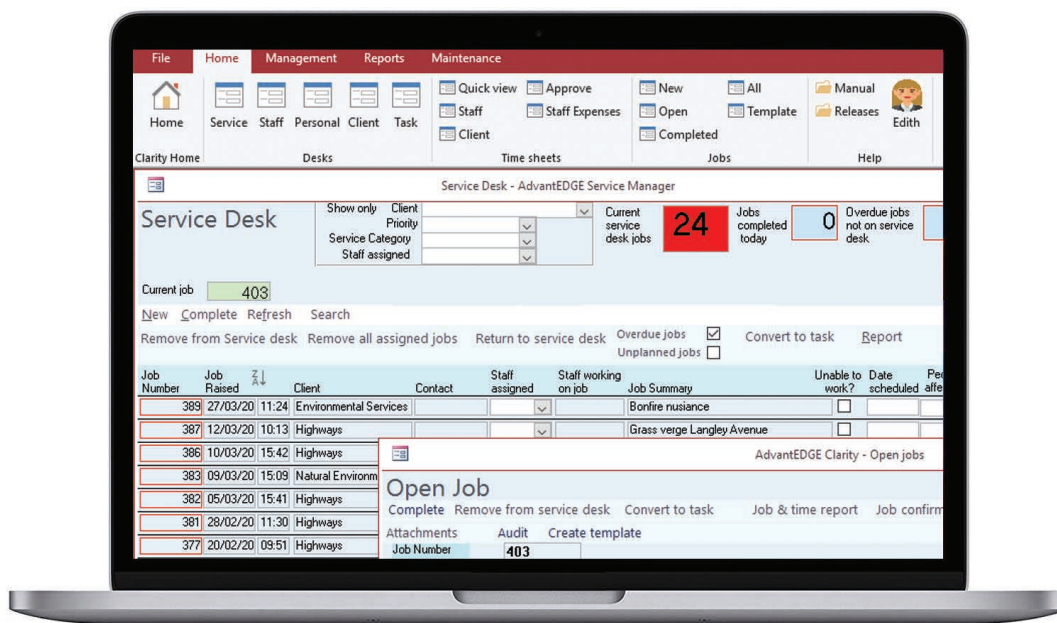 File Home Management Reports Maintenance
Home
Service Staff Personal Client Task
Quick view Approve
Staff Staff Expenses
Client
New All
Open Template
Completed
Manual
Releases
Edith
Clarity Home Desks Time sheets Jobs Help
Service Desk - AdvantEDGE Service Manager
Service Desk
Show only Client
Priority
Service Category
Staff assigned
Current
service
desk jobs
24
Jobs
completed
today
0
Overdue jobs
not on service
desk
Current job 403
New Complete Refresh Search
Remove from Service desk Remove all assigned jobs Return to service desk Overdue jobs Convert to task Report
Unplanned jobs
Job Job Z Staff Staff working Unable to Date
Number Raised A Client Contact assigned on job Job Summary work? scheduled
389 27/03/20 11:24 Environmental Services Bonfire nusiance
387 12/03/20 10:13 Highways Grass verge Langley Avenue
386 10/03/20 15:42 Highways
383 09/03/20 15:09 Natural Environm
382 05/03/20 15:41 Highways
381 28/02/20 11:30 Highways
377 20/02/20 09:51 Highways
AdvantEDGE Clarity - Open jobs
Open Job
Complete Remove from service desk Convert to task Job & time report Job confirm
Attachments Audit Create template
Job Number 403